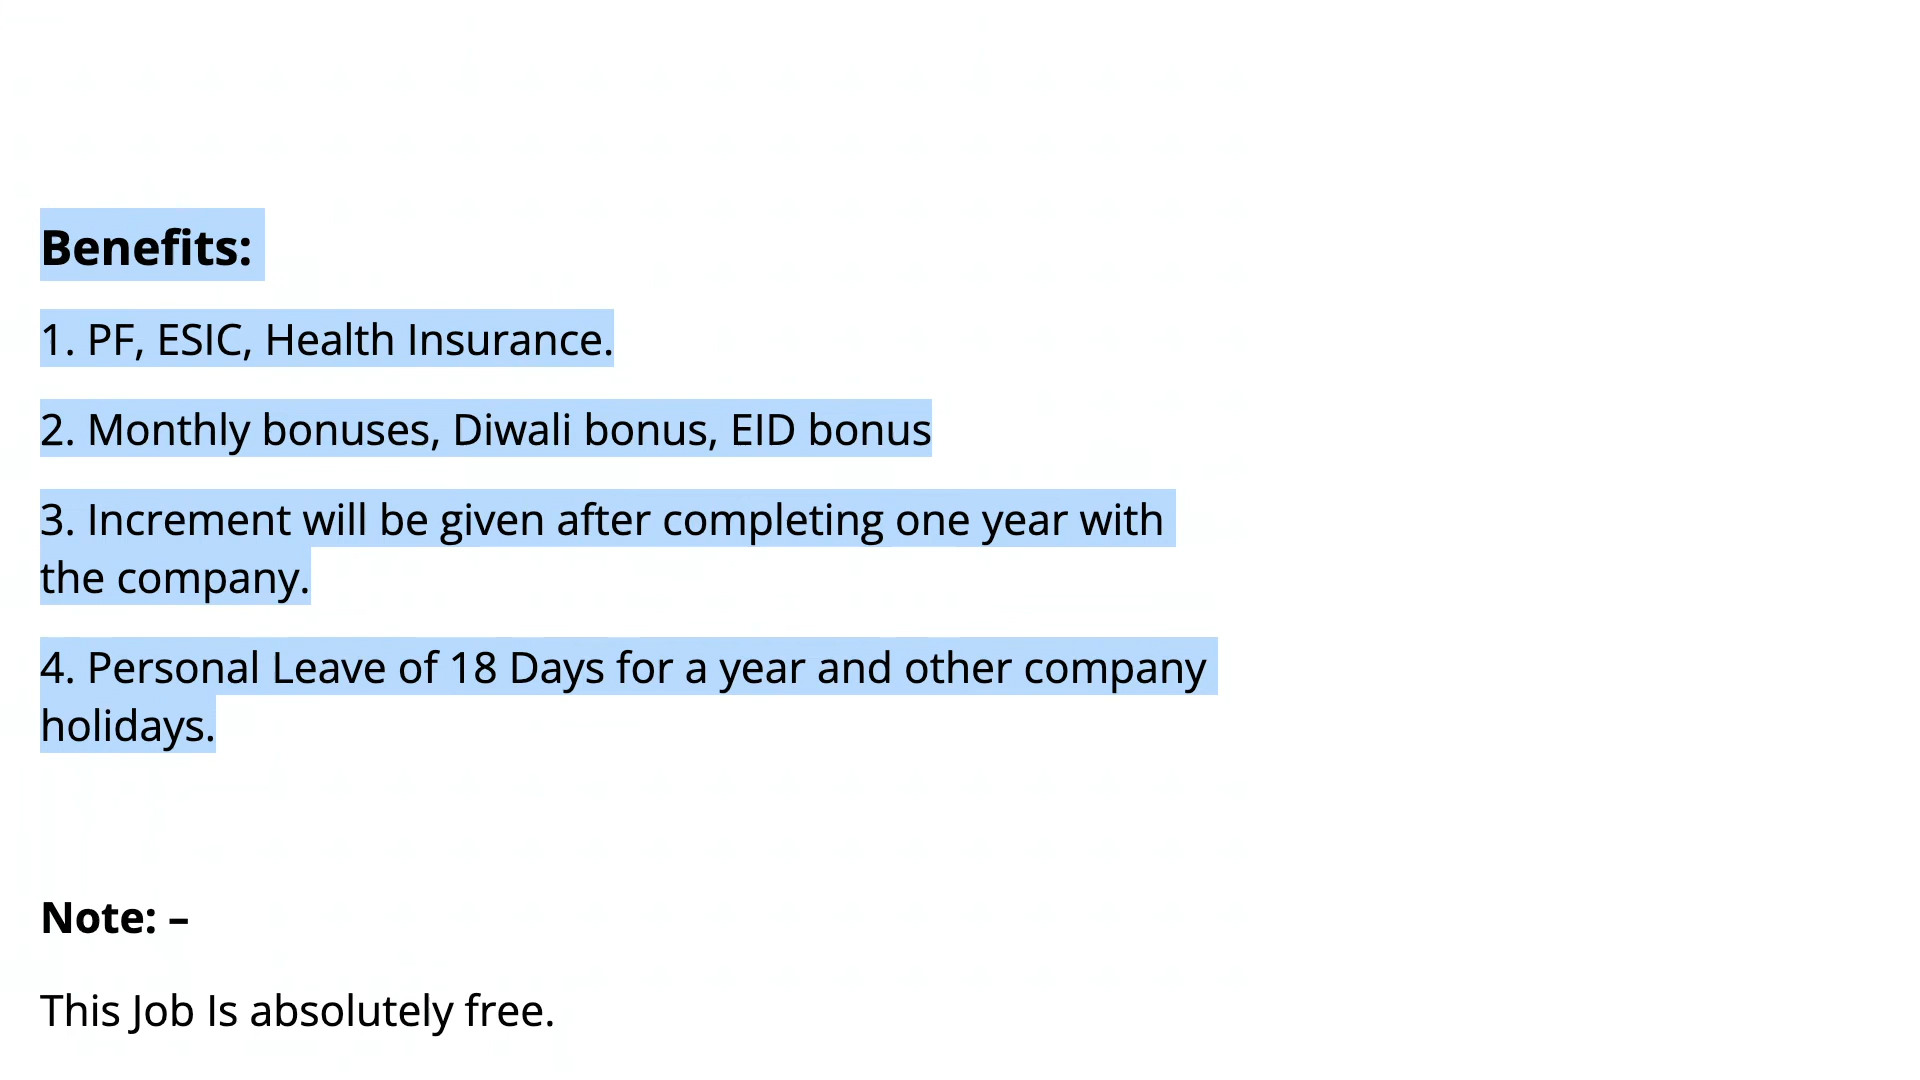 Benefits:
1. PF, ESIC, Health Insurance.
2. Monthly bonuses, Diwali bonus, EID bonus
3. Increment will be given after completing one year with
the company.
4. Personal Leave of 18 Days for a year and other company
holidays.
Note: –
This Job Is absolutely free.